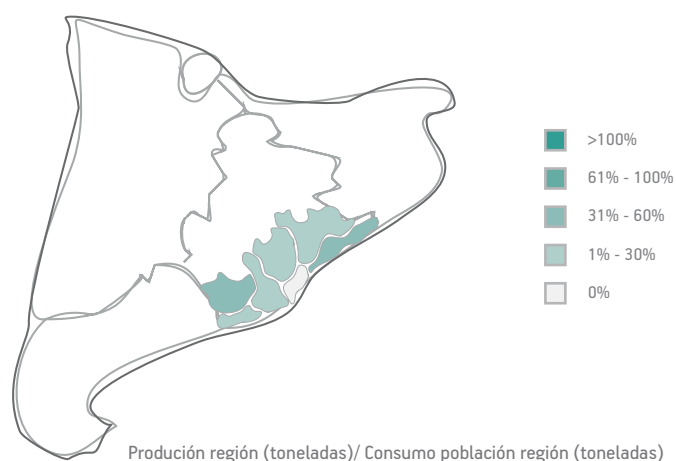 >100%
61% - 100%
31% - 60%
1% - 30%
0%
Produción región (toneladas)/ Consumo población región (toneladas)